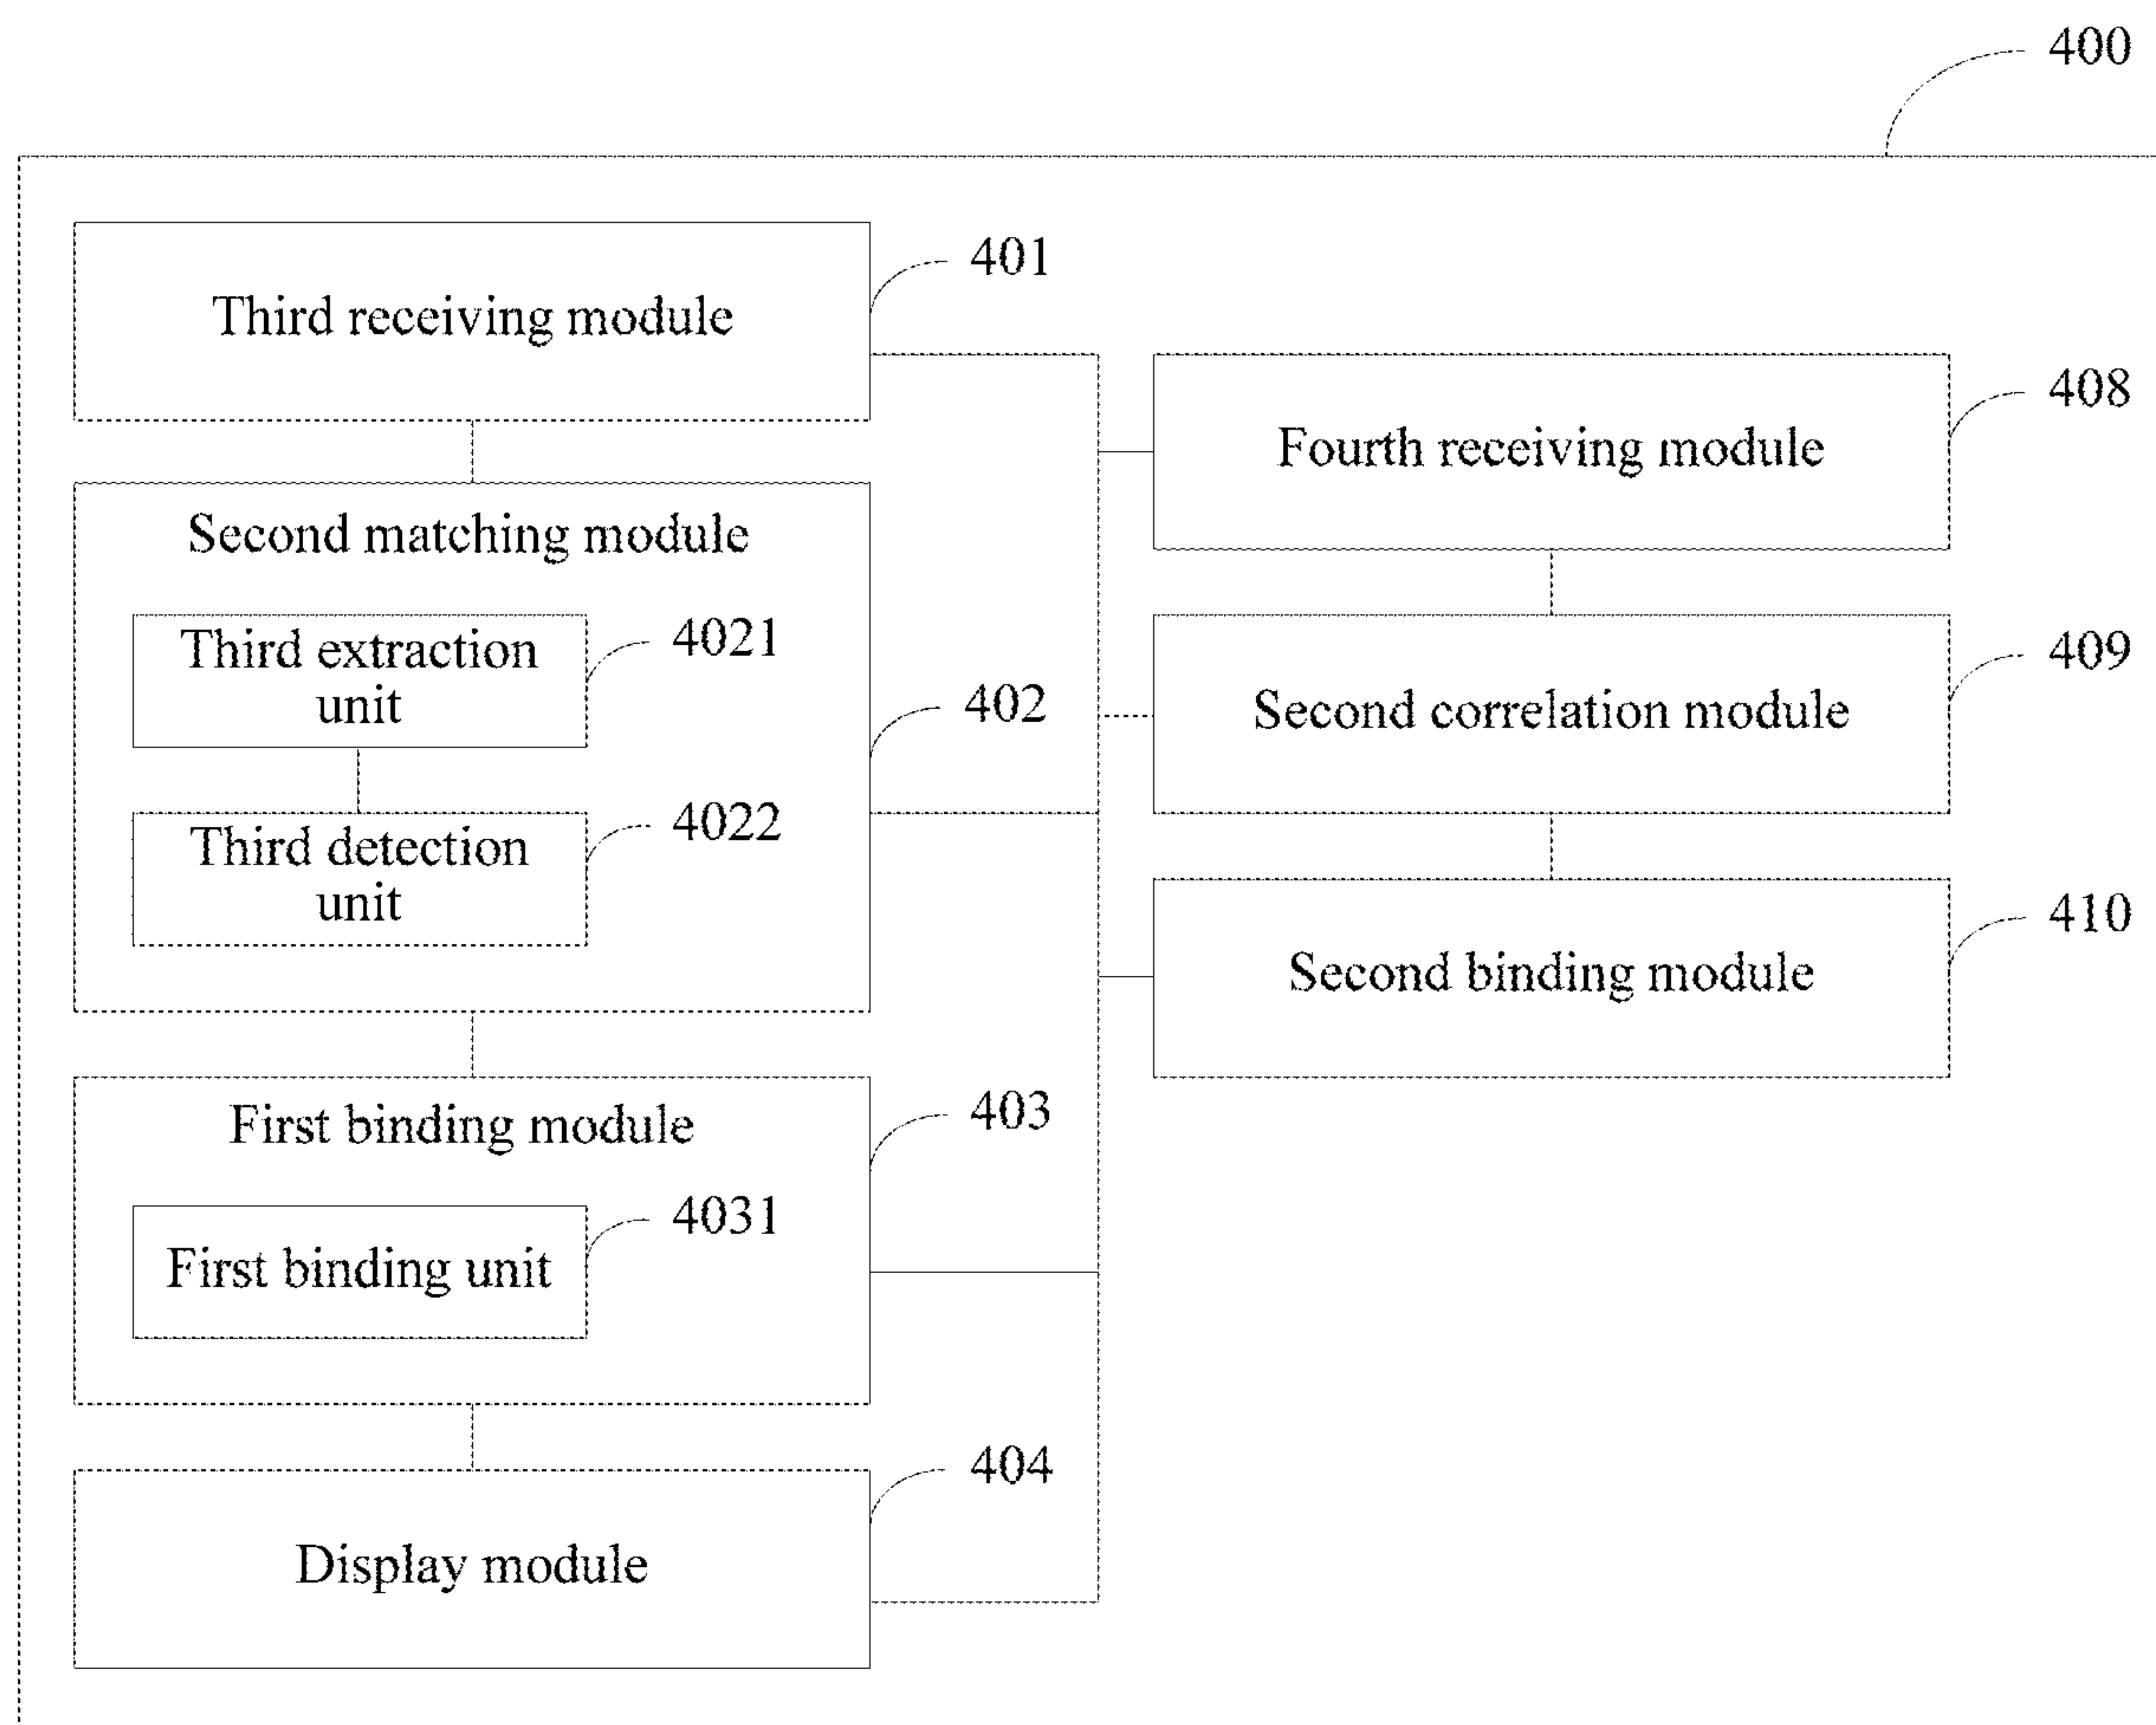 400
Third receiving module
401
Second matching module
Third extraction
unit
4021
Third detection
unit
4022
402
First binding module
403
First binding unit
4031
Display module
404
Fourth receiving module
408
Second correlation module
409
Second binding module
410